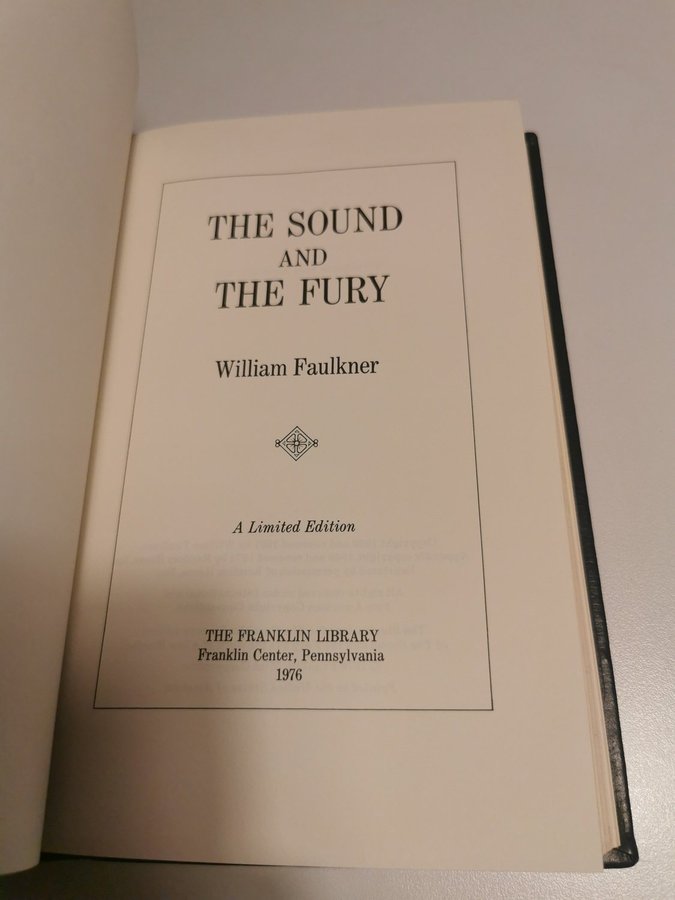 THE SOUND
AND
THE FURY
William Faulkner
A Limited Edition
THE FRANKLIN LIBRARY
Franklin Center, Pennsylvania
1976